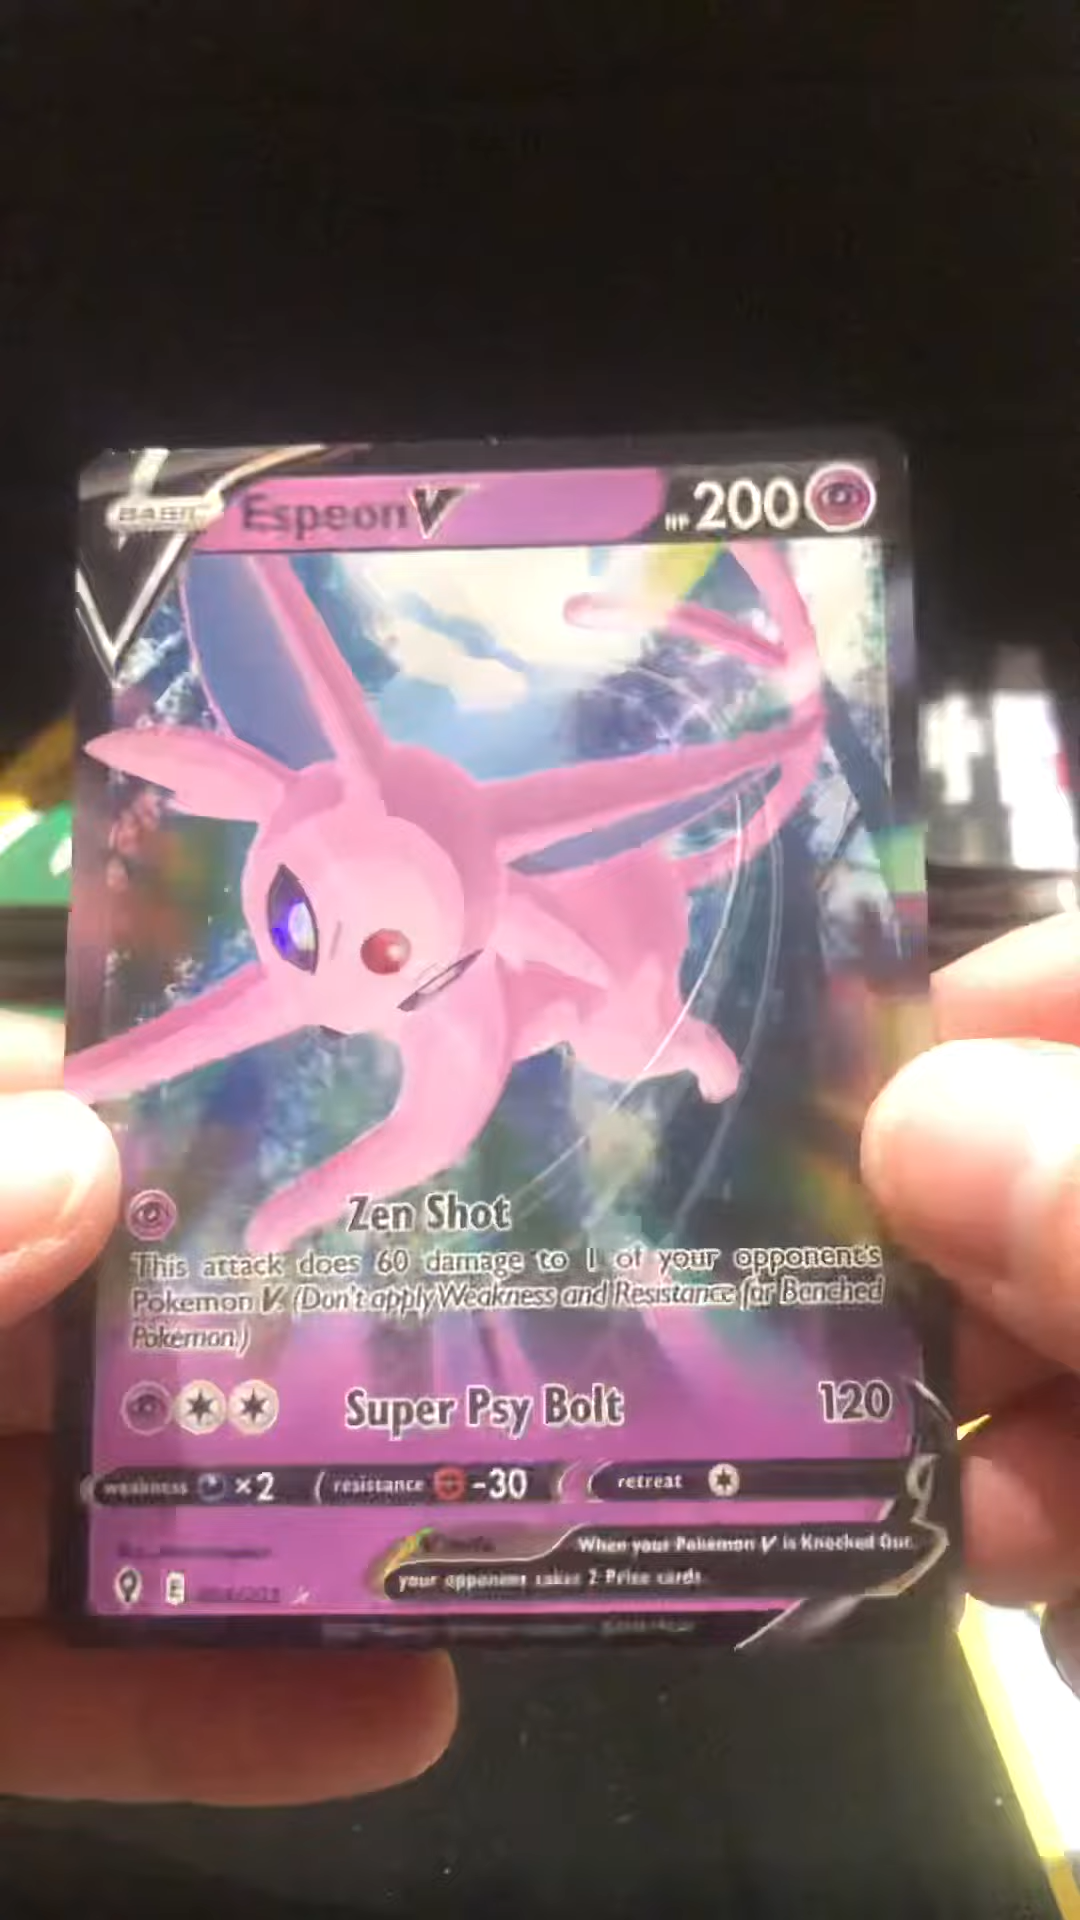 BASIC Espeon V HP 200
Zen Shot
This attack does 60 damage to 1 of your opponent's
Pokemon V. (Don't apply Weakness and Resistance for Benched
Pokemon.)
Super Psy Bolt 120
weakness ×2 resistance -30 retreat
When your Pokemon V is Knocked Out,
E your opponent takes 2 Prize cards.